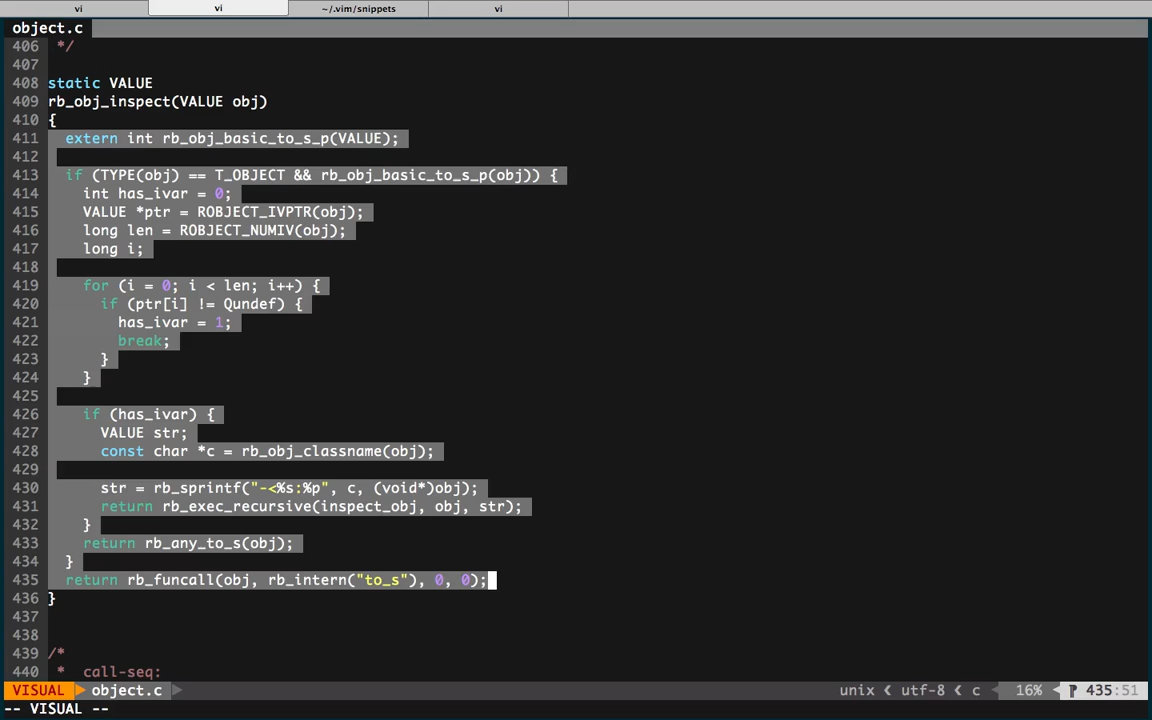 vi vi ~/.vim/snippets vi
object.c
406  */
407
408 static VALUE
409 rb_obj_inspect(VALUE obj)
410 {
411   extern int rb_obj_basic_to_s_p(VALUE);
412
413   if (TYPE(obj) == T_OBJECT && rb_obj_basic_to_s_p(obj)) {
414     int has_ivar = 0;
415     VALUE *ptr = ROBJECT_IVPTR(obj);
416     long len = ROBJECT_NUMIV(obj);
417     long i;
418
419     for (i = 0; i < len; i++) {
420       if (ptr[i] != Qundef) {
421         has_ivar = 1;
422         break;
423       }
424     }
425
426     if (has_ivar) {
427       VALUE str;
428       const char *c = rb_obj_classname(obj);
429
430       str = rb_sprintf("-<%s:%p", c, (void*)obj);
431       return rb_exec_recursive(inspect_obj, obj, str);
432     }
433     return rb_any_to_s(obj);
434   }
435   return rb_funcall(obj, rb_intern("to_s"), 0, 0);
436 }
437
438
439 /*
440  *  call-seq:
VISUAL object.c unix < utf-8 < c 16% 435:51
-- VISUAL --